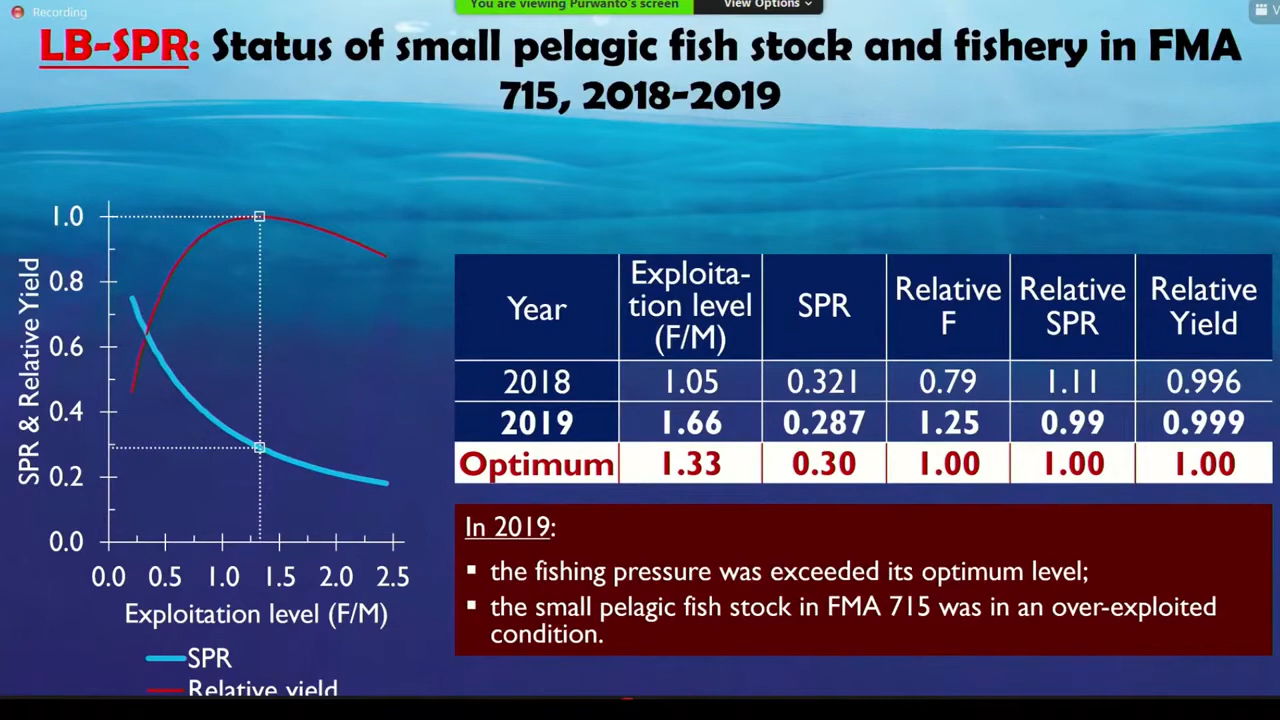 Recording
You are viewing Purwanto's screen
View Options
V
LB-SPR: Status of small pelagic fish stock and fishery in FMA
715, 2018-2019
SPR & Relative Yield
1.0
0.8
0.6
0.4
0.2
0.0
0.0 0.5 1.0 1.5 2.0 2.5
Exploitation level (F/M)
SPR
Relative yield
Year
Exploita-
tion level
(F/M)
SPR
Relative
F
Relative
SPR
Relative
Yield
2018 1.05 0.321 0.79 1.11 0.996
2019 1.66 0.287 1.25 0.99 0.999
Optimum 1.33 0.30 1.00 1.00 1.00
In 2019:
▪ the fishing pressure was exceeded its optimum level;
▪ the small pelagic fish stock in FMA 715 was in an over-exploited
condition.